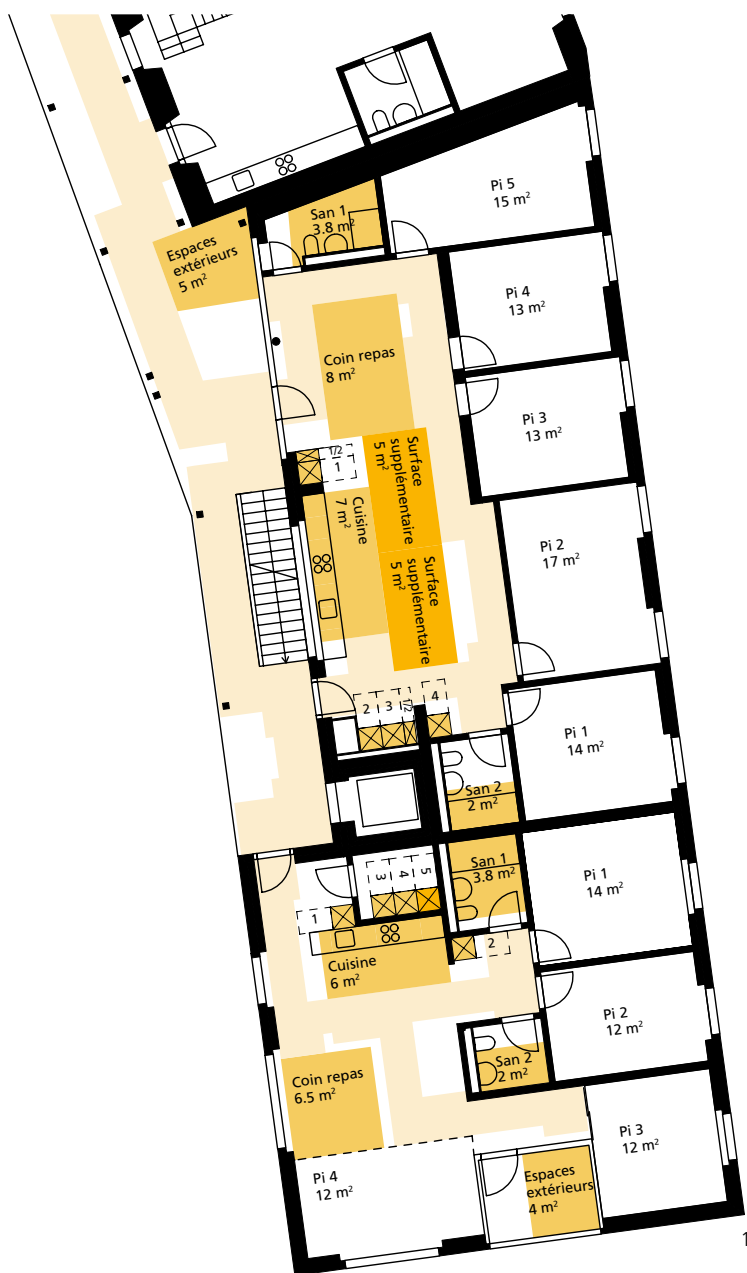 Pi 5
15 m²
San 1
3.8 m²
Espaces
extérieurs
5 m²
Pi 4
13 m²
Coin repas
8 m²
Pi 3
13 m²
1/2
1
Surface
supplémentaire
5 m²
Cuisine
7 m²
Pi 2
17 m²
Surface
supplémentaire
5 m²
2
3
1/2
4
Pi 1
14 m²
San 2
2 m²
San 1
3.8 m²
3
4
5
Pi 1
14 m²
1
2
Cuisine
6 m²
Pi 2
12 m²
San 2
2 m²
Coin repas
6.5 m²
Pi 3
12 m²
Pi 4
12 m²
Espaces
extérieurs
4 m²
1